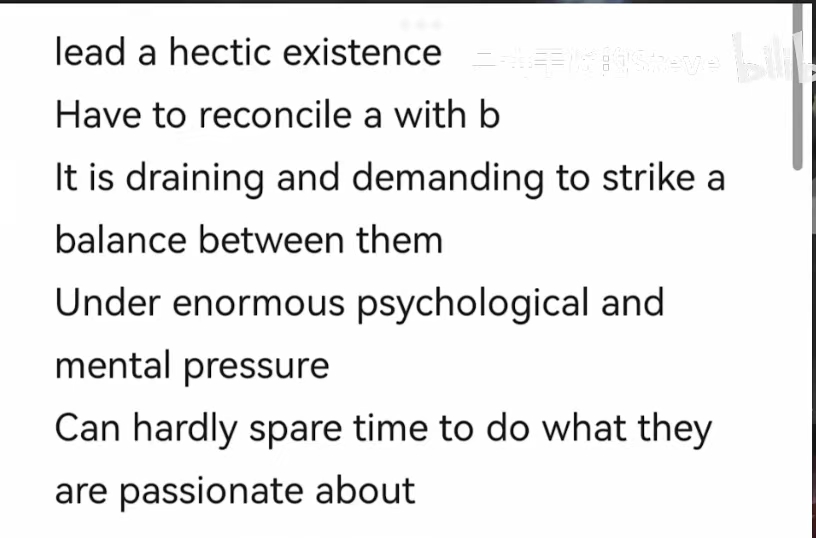 lead a hectic existence
Have to reconcile a with b
It is draining and demanding to strike a
balance between them
Under enormous psychological and
mental pressure
Can hardly spare time to do what they
are passionate about